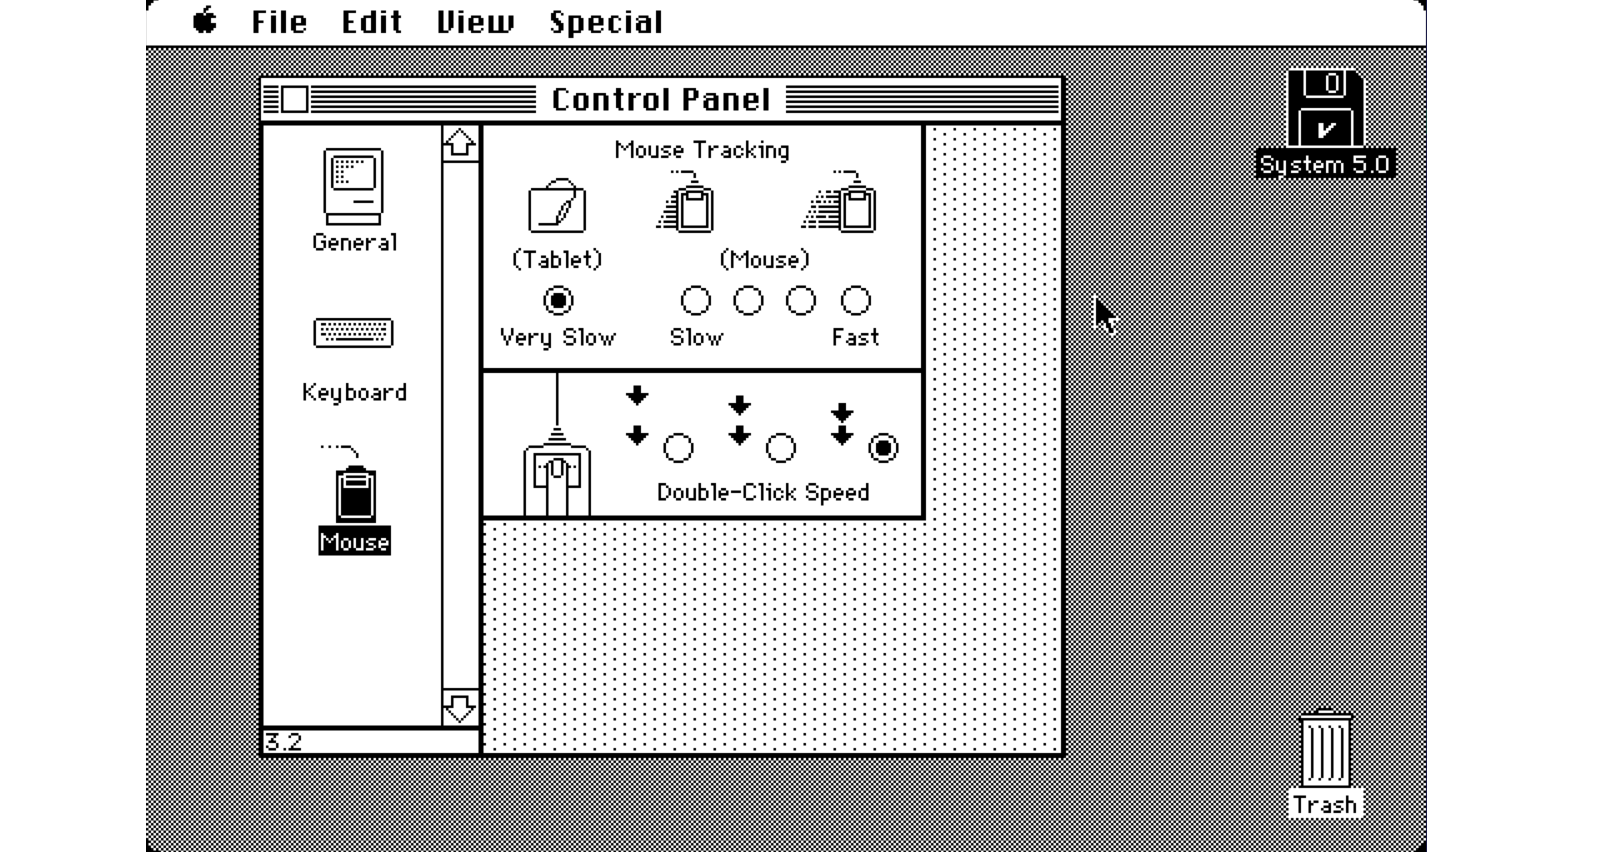 File Edit View Special
Control Panel
0
System 5.0
General
Keyboard
Mouse
3.2
Mouse Tracking
(Tablet) (Mouse)
Very Slow Slow Fast
Double-Click Speed
Trash